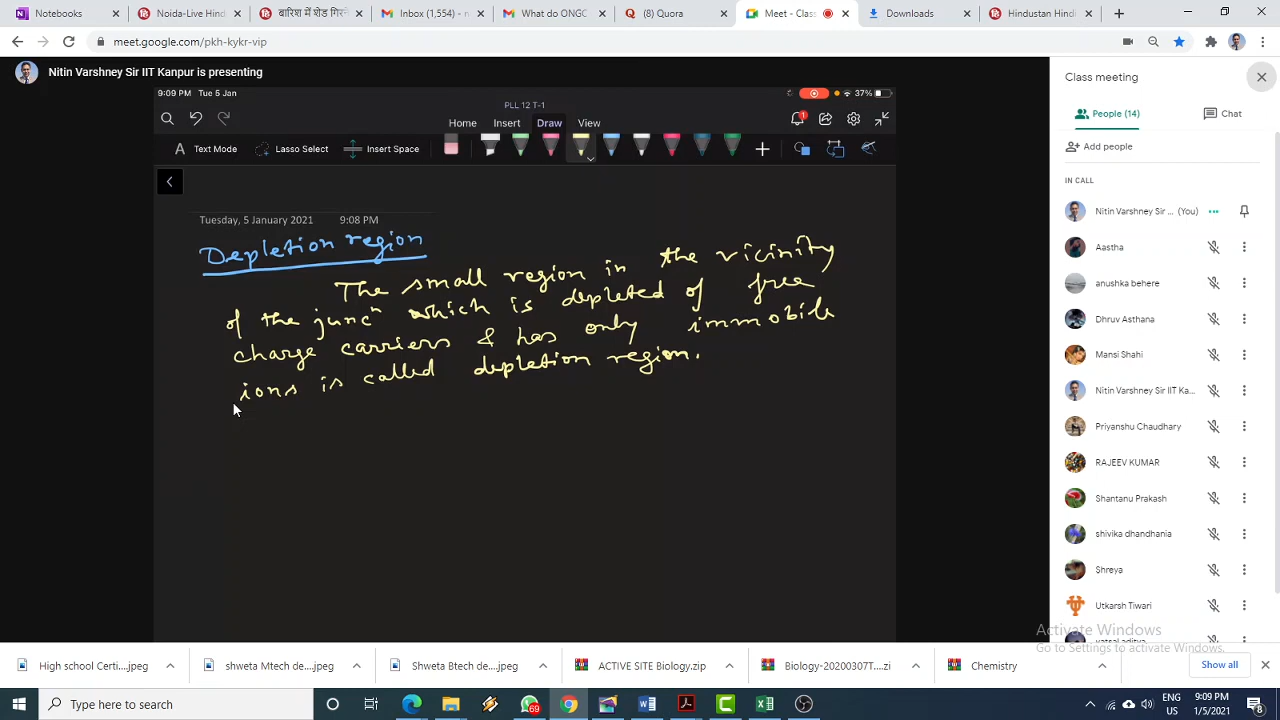 Notebooks
Noida-Live Hind
बारिश में छोड़ गिर
Inbox (1,554) - n
What do ONGC
(8) Quora
Meet - Class
Downloads
Hindustan Hind
meet.google.com/pkh-kykr-vip
Nitin Varshney Sir IIT Kanpur is presenting
9:09 PM Tue 5 Jan
37%
PLL 12 T-1
Home Insert Draw View
Text Mode Lasso Select Insert Space
Tuesday, 5 January 2021 9:08 PM
Depletion region
The small region in the vicinity
of the juncⁿ which is depleted of free
charge carriers & has only immobile
ions is called depletion region.
Class meeting
People (14) Chat
Add people
IN CALL
Nitin Varshney Sir ... (You)
Aastha
anushka behere
Dhruv Asthana
Mansi Shahi
Nitin Varshney Sir IIT Ka...
Priyanshu Chaudhary
RAJEEV KUMAR
Shantanu Prakash
shivika dhandhania
Shreya
Utkarsh Tiwari
vatsal aditya
Activate Windows
Go to Settings to activate Windows.
High school Certi....jpeg
shweta Mtech de....jpeg
Shweta Btech de....jpeg
ACTIVE SITE Biology.zip
Biology-20200307T....zi
Chemistry
Show all
Type here to search
69
ENG
US
9:09 PM
1/5/2021
8